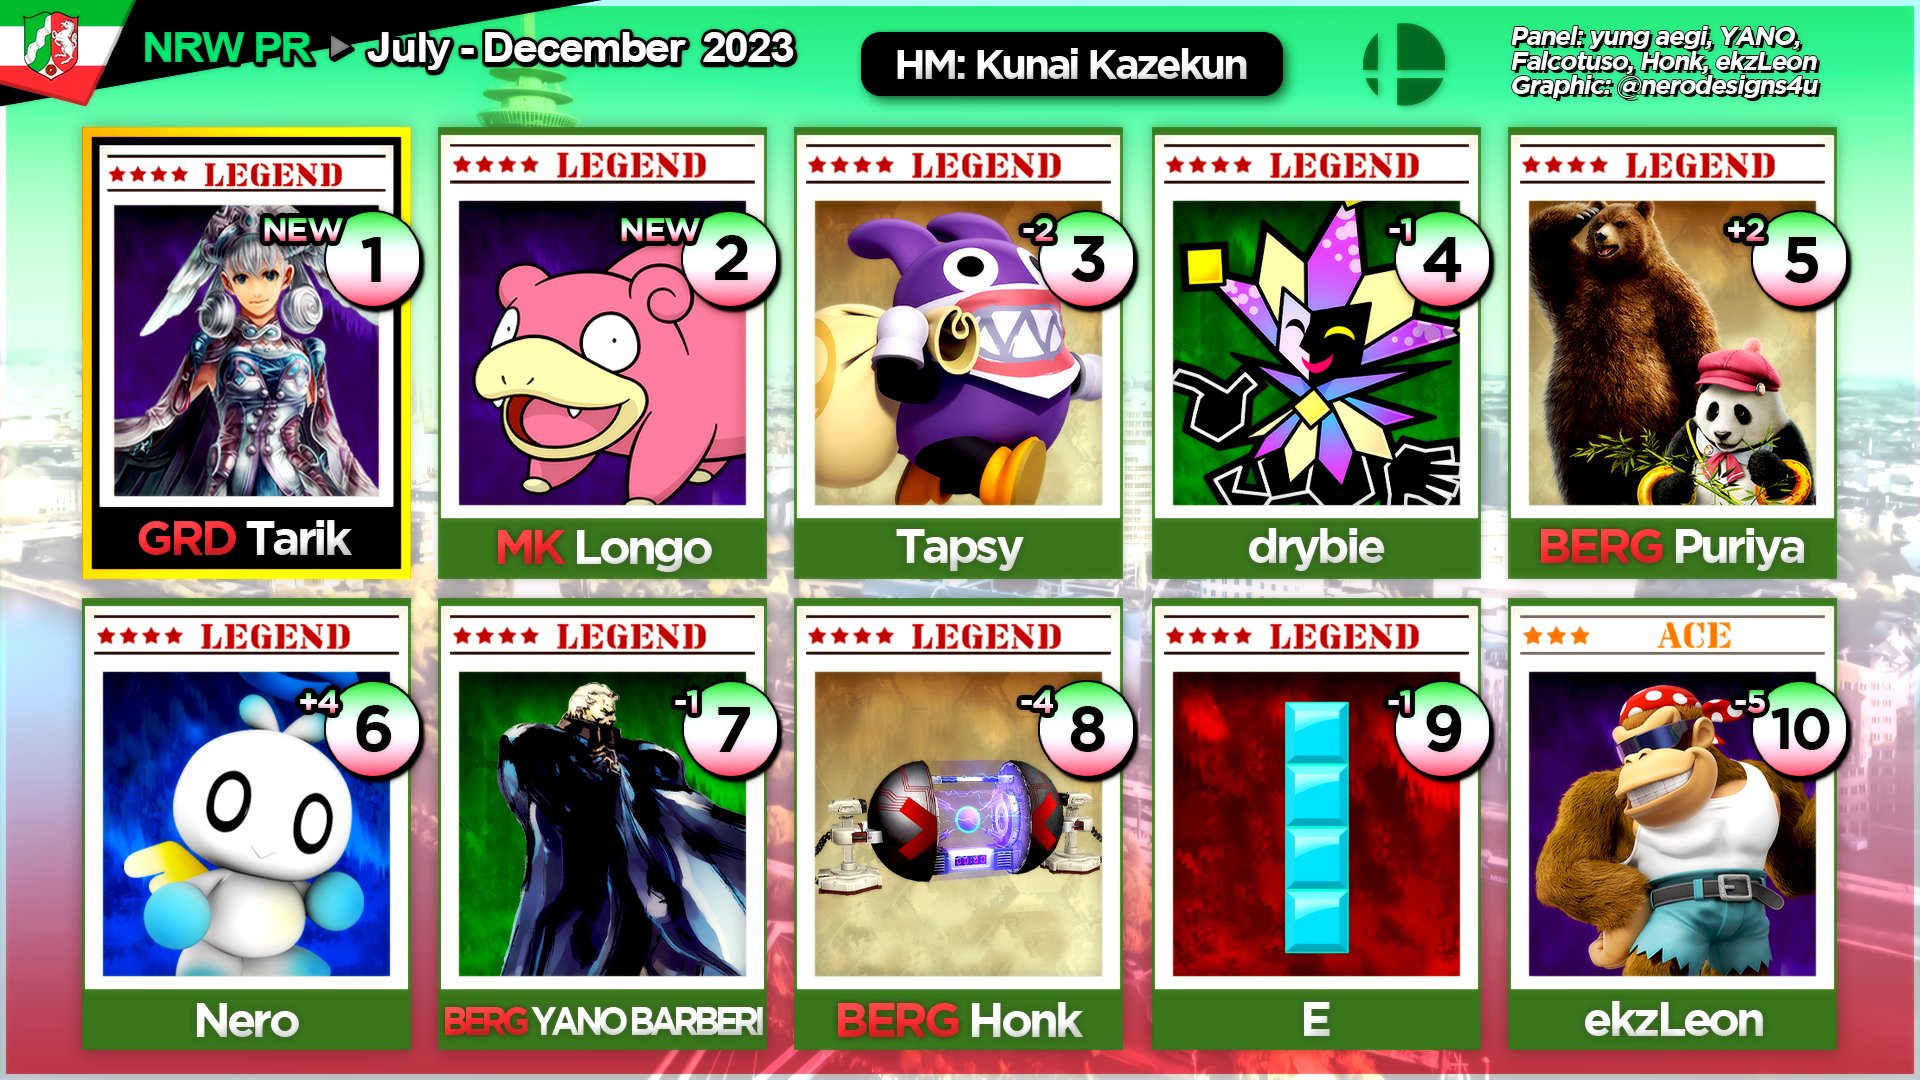 NRW PR ▶ July - December 2023
HM: Kunai Kazekun
Panel: yung aegi, YANO,
Falcotuso, Honk, ekzLeon
Graphic: @nerodesigns4u
★★★★ LEGEND
NEW 1
GRD Tarik
★★★★ LEGEND
NEW 2
MK Longo
★★★★ LEGEND
-2 3
Tapsy
★★★★ LEGEND
-1 4
drybie
★★★★ LEGEND
+2 5
BERG Puriya
★★★★ LEGEND
+4 6
Nero
★★★★ LEGEND
-1 7
BERG YANO BARBERI
★★★★ LEGEND
-4 8
BERG Honk
★★★★ LEGEND
-1 9
E
★★★ ACE
-5 10
ekzLeon